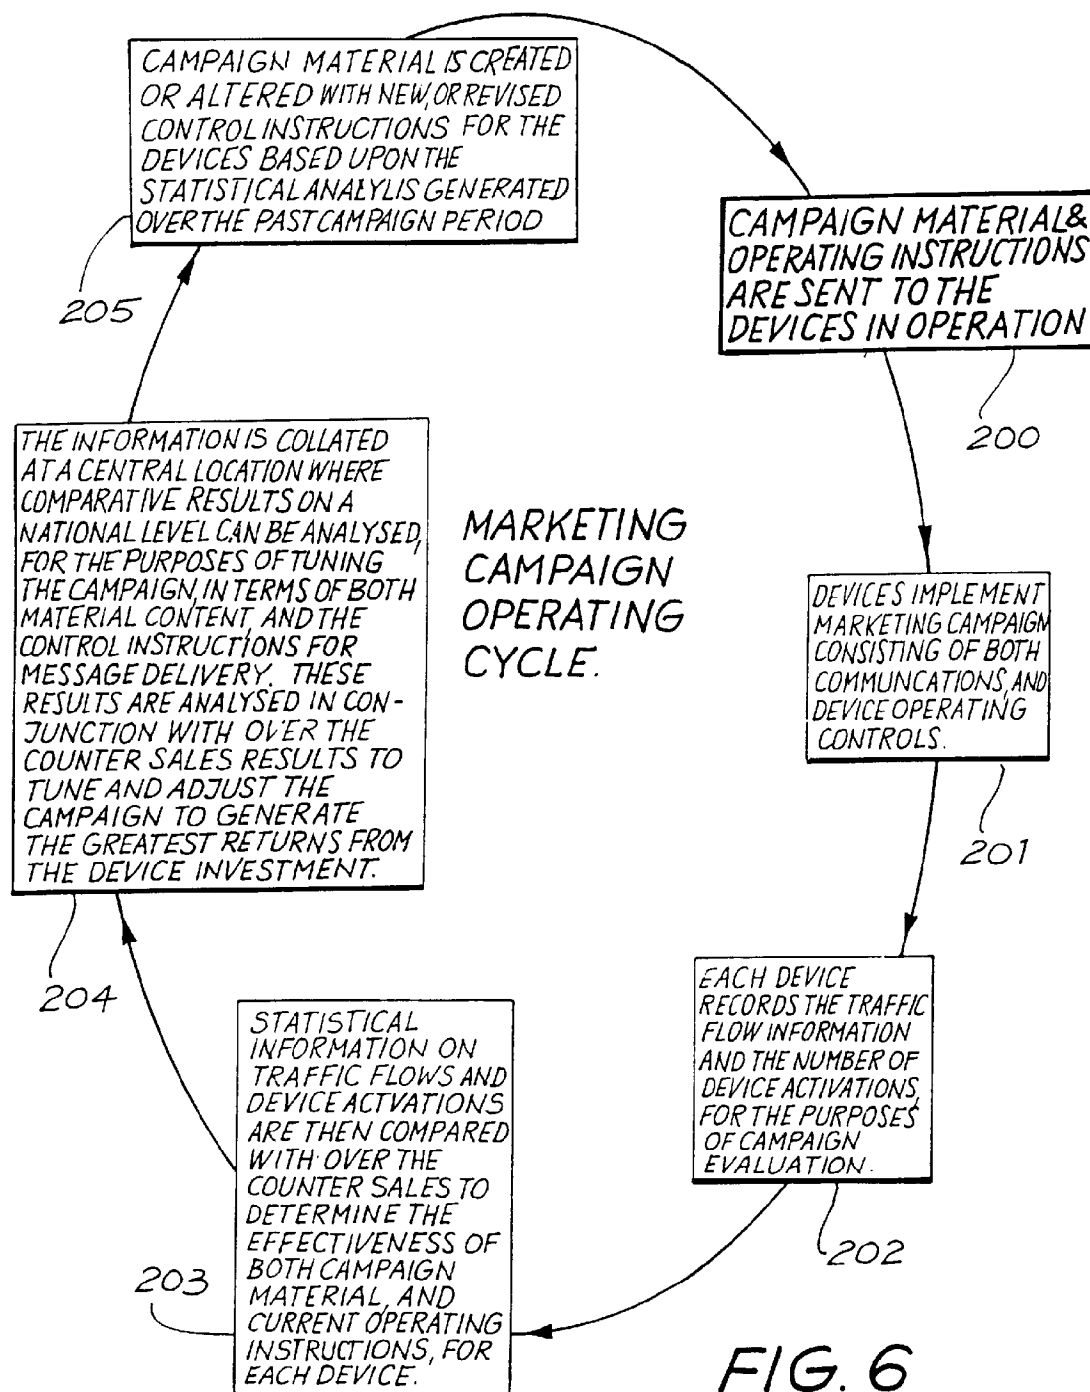 CAMPAIGN MATERIAL IS CREATED
OR ALTERED WITH NEW, OR REVISED
CONTROL INSTRUCTIONS FOR THE
DEVICES BASED UPON THE
STATISTICAL ANALYLIS GENERATED
OVER THE PAST CAMPAIGN PERIOD
205
CAMPAIGN MATERIAL &
OPERATING INSTRUCTIONS
ARE SENT TO THE
DEVICES IN OPERATION
200
THE INFORMATION IS COLLATED
AT A CENTRAL LOCATION WHERE
COMPARATIVE RESULTS ON A
NATIONAL LEVEL CAN BE ANALYSED,
FOR THE PURPOSES OF TUNING
THE CAMPAIGN, IN TERMS OF BOTH
MATERIAL CONTENT, AND THE
CONTROL INSTRUCTIONS FOR
MESSAGE DELIVERY. THESE
RESULTS ARE ANALYSED IN CON-
JUNCTION WITH OVER THE
COUNTER SALES RESULTS TO
TUNE AND ADJUST THE
CAMPAIGN TO GENERATE
THE GREATEST RETURNS FROM
THE DEVICE INVESTMENT.
204
MARKETING
CAMPAIGN
OPERATING
CYCLE.
DEVICES IMPLEMENT
MARKETING CAMPAIGN
CONSISTING OF BOTH
COMMUNCATIONS, AND
DEVICE OPERATING
CONTROLS.
201
EACH DEVICE
RECORDS THE TRAFFIC
FLOW INFORMATION
AND THE NUMBER OF
DEVICE ACTIVATIONS,
FOR THE PURPOSES
OF CAMPAIGN
EVALUATION.
202
STATISTICAL
INFORMATION ON
TRAFFIC FLOWS AND
DEVICE ACTVATIONS
ARE THEN COMPARED
WITH OVER THE
COUNTER SALES TO
DETERMINE THE
EFFECTIVENESS OF
BOTH CAMPAIGN
MATERIAL, AND
CURRENT OPERATING
INSTRUCTIONS, FOR
EACH DEVICE.
203
FIG. 6